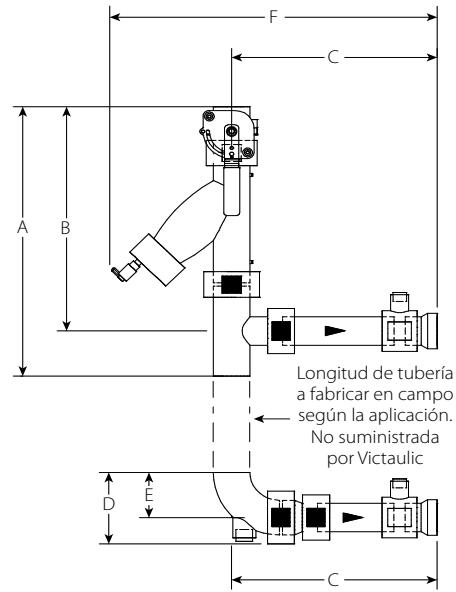 F
C
A
B
Longitud de tubería
a fabricar en campo
según la aplicación.
No suministrada
por Victaulic
D
E
C